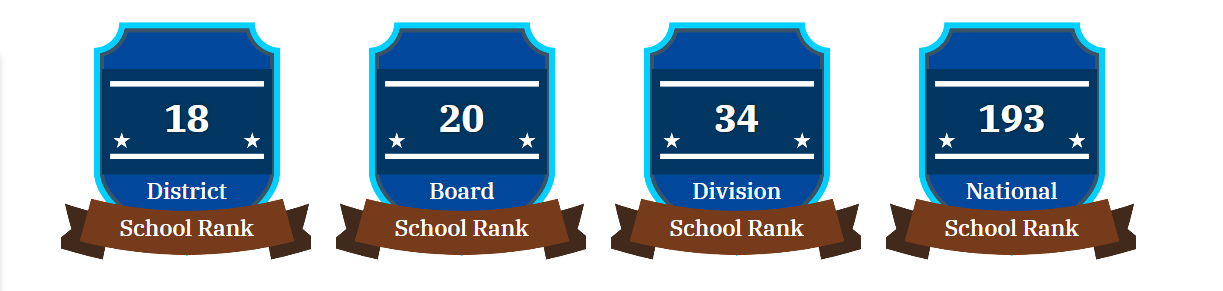 18
District
School Rank
20
Board
School Rank
34
Division
School Rank
193
National
School Rank